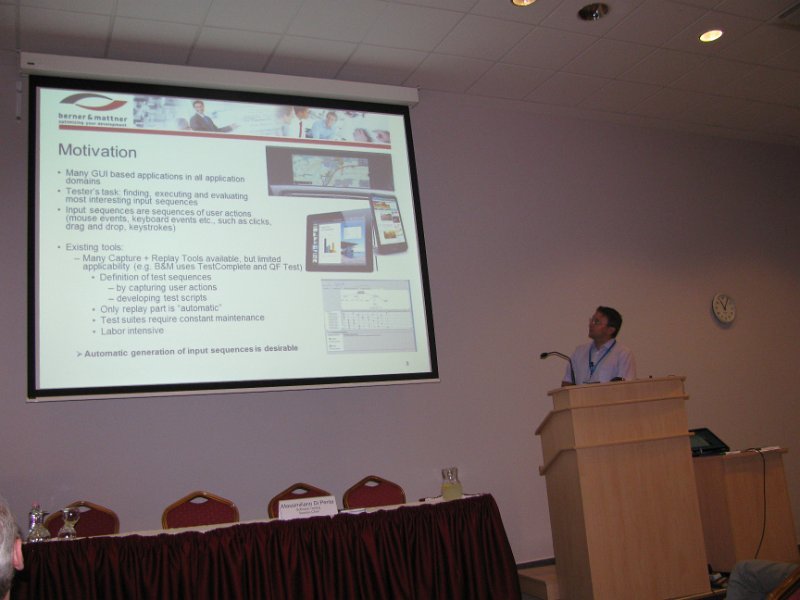 berner & mattner
optimizing your development
Motivation
• Many GUI based applications in all application
domains
• Tester's task: finding, executing and evaluating
most interesting input sequences
• Input sequences are sequences of user actions
(mouse events, keyboard events etc., such as clicks,
drag and drop, keystrokes)
• Existing tools:
– Many Capture + Replay Tools available, but limited
applicability (e.g. B&M uses TestComplete and QF Test)
• Definition of test sequences
– by capturing user actions
– developing test scripts
• Only replay part is "automatic"
• Test suites require constant maintenance
• Labor intensive
➢ Automatic generation of input sequences is desirable
3
Massimiliano Di Penta